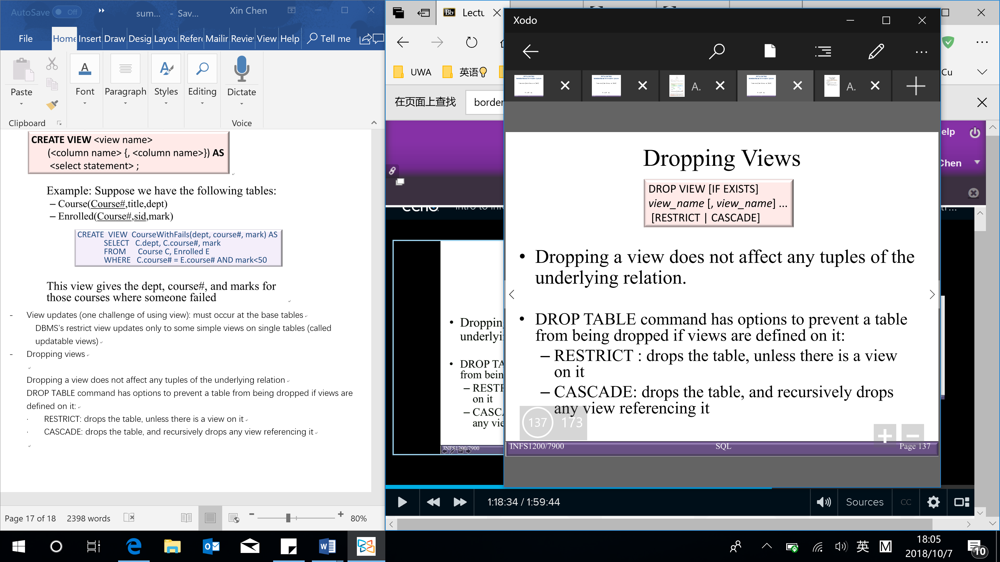 AutoSave Off
sum... - Sav...
Xin Chen
File
Home
Insert
Draw
Desig
Layou
Refer
Mailir
Review
View
Help
Tell me
Paste
Font
Paragraph
Styles
Editing
Dictate
Clipboard
Voice
CREATE VIEW <view name>
(<column name> {, <column name>}) AS
<select statement> ;
Example: Suppose we have the following tables:
– Course(Course#,title,dept)
– Enrolled(Course#,sid,mark)
CREATE VIEW CourseWithFails(dept, course#, mark) AS
SELECT C.dept, C.course#, mark
FROM Course C, Enrolled E
WHERE C.course# = E.course# AND mark<50
This view gives the dept, course#, and marks for
those courses where someone failed
- View updates (one challenge of using view): must occur at the base tables
DBMS's restrict view updates only to some simple views on single tables (called
updatable views)
- Dropping views
Dropping a view does not affect any tuples of the underlying relation
DROP TABLE command has options to prevent a table from being dropped if views are
defined on it:
· RESTRICT: drops the table, unless there is a view on it
· CASCADE: drops the table, and recursively drops any view referencing it
Page 17 of 18 2398 words
80%
Bb Lectu
UWA
英语
Cu
在页面上查找
border
elp
Chen
• Dropping
underlyi
• DROP TA
from bein
– RESTR
on it
– CASCA
any vie
INFS1200/7900
1:18:34 / 1:59:44
Sources
CC
Xodo
A.
A.
Dropping Views
DROP VIEW [IF EXISTS]
view_name [, view_name] ...
[RESTRICT | CASCADE]
• Dropping a view does not affect any tuples of the
underlying relation.
• DROP TABLE command has options to prevent a table
from being dropped if views are defined on it:
– RESTRICT : drops the table, unless there is a view
on it
– CASCADE: drops the table, and recursively drops
any view referencing it
137 173
INFS1200/7900 SQL Page 137
英
M
18:05
2018/10/7
10